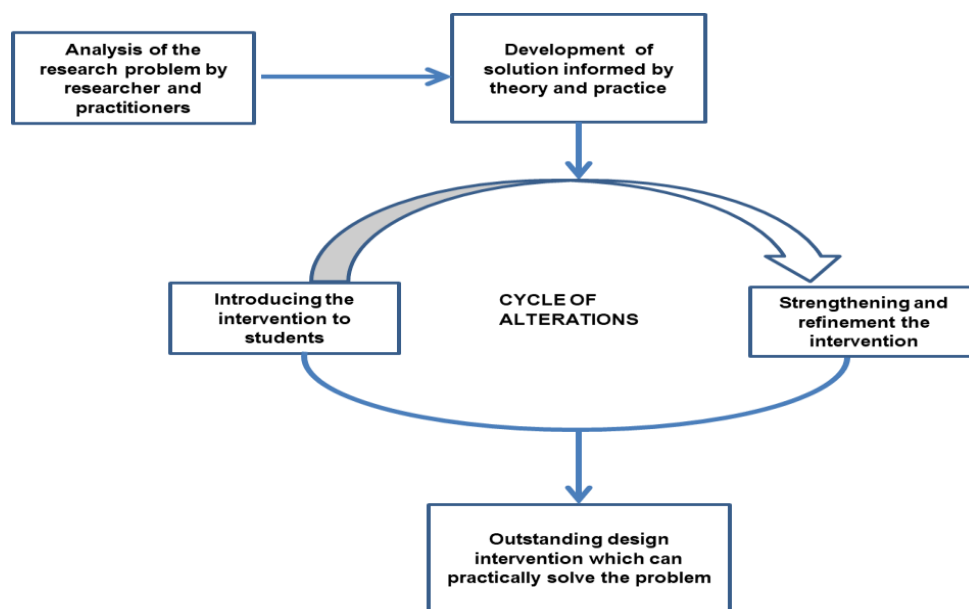 Analysis of the
research problem by
researcher and
practitioners
Development of
solution informed by
theory and practice
Introducing the
intervention to
students
CYCLE OF
ALTERATIONS
Strengthening and
refinement the
intervention
Outstanding design
intervention which can
practically solve the problem